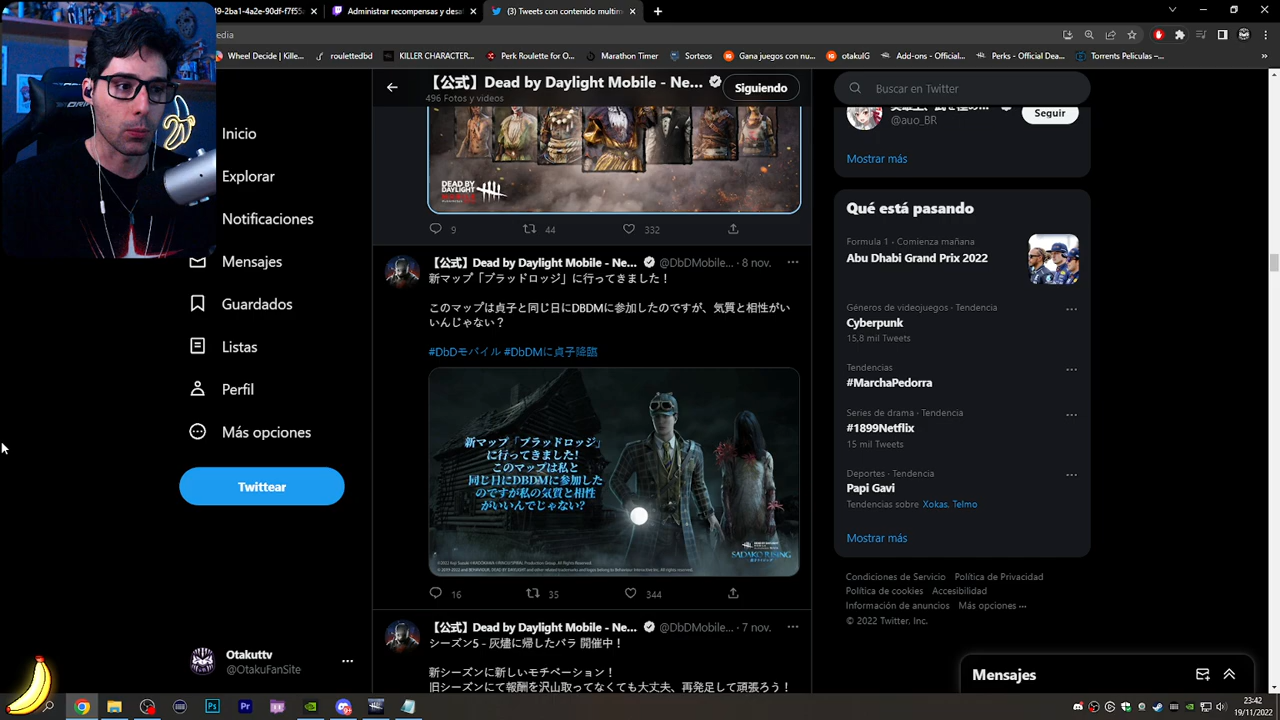 49-2ba1-4a2e-90df-f7f55
Administrar recompensas y desaf
(3) Tweets con contenido multim
edia
Wheel Decide | Kille...
roulettedbd
KILLER CHARACTER...
Perk Roulette for D...
Marathon Timer
Sorteos
Gana juegos con nu...
otakulG
Add-ons - Official...
Perks - Official Dea...
Torrents Peliculas –...
Inicio
Explorar
Notificaciones
Mensajes
Guardados
Listas
Perfil
Más opciones
Twittear
Otakuttv
@OtakuFanSite
【公式】Dead by Daylight Mobile - Ne...
Siguiendo
496 Fotos y videos
DEAD BY
DAYLIGHT
9 44 332
【公式】Dead by Daylight Mobile - Ne... @DbDMobile... · 8 nov.
新マップ「ブラッドロッジ」に行ってきました！
このマップは貞子と同じ日にDBDMに参加したのですが、気質と相性がい
いんじゃない？
#DbDモバイル #DbDMに貞子降臨
新マップ「ブラッドロッジ」
に行ってきました!
このマップは私と
同じ日にDBDMに参加した
のですが私の気質と相性
がいいんでじゃない?
SADAKO RISING
16 35 344
【公式】Dead by Daylight Mobile - Ne... @DbDMobile... · 7 nov.
シーズン5 - 灰燼に帰したバラ 開催中！
新シーズンに新しいモチベーション！
旧シーズンにて報酬を沢山取ってなくても大丈夫、再発足して頑張ろう！
Buscar en Twitter
@auo_BR
Seguir
Mostrar más
Qué está pasando
Formula 1 · Comienza mañana
Abu Dhabi Grand Prix 2022
Géneros de videojuegos · Tendencia
Cyberpunk
15,8 mil Tweets
Tendencias
#MarchaPedorra
Series de drama · Tendencia
#1899Netflix
15 mil Tweets
Deportes · Tendencia
Papi Gavi
Tendencias sobre Xokas, Telmo
Mostrar más
Condiciones de Servicio Política de Privacidad
Política de cookies Accesibilidad
Información de anuncios Más opciones ···
© 2022 Twitter, Inc.
Mensajes
23:42
19/11/2022